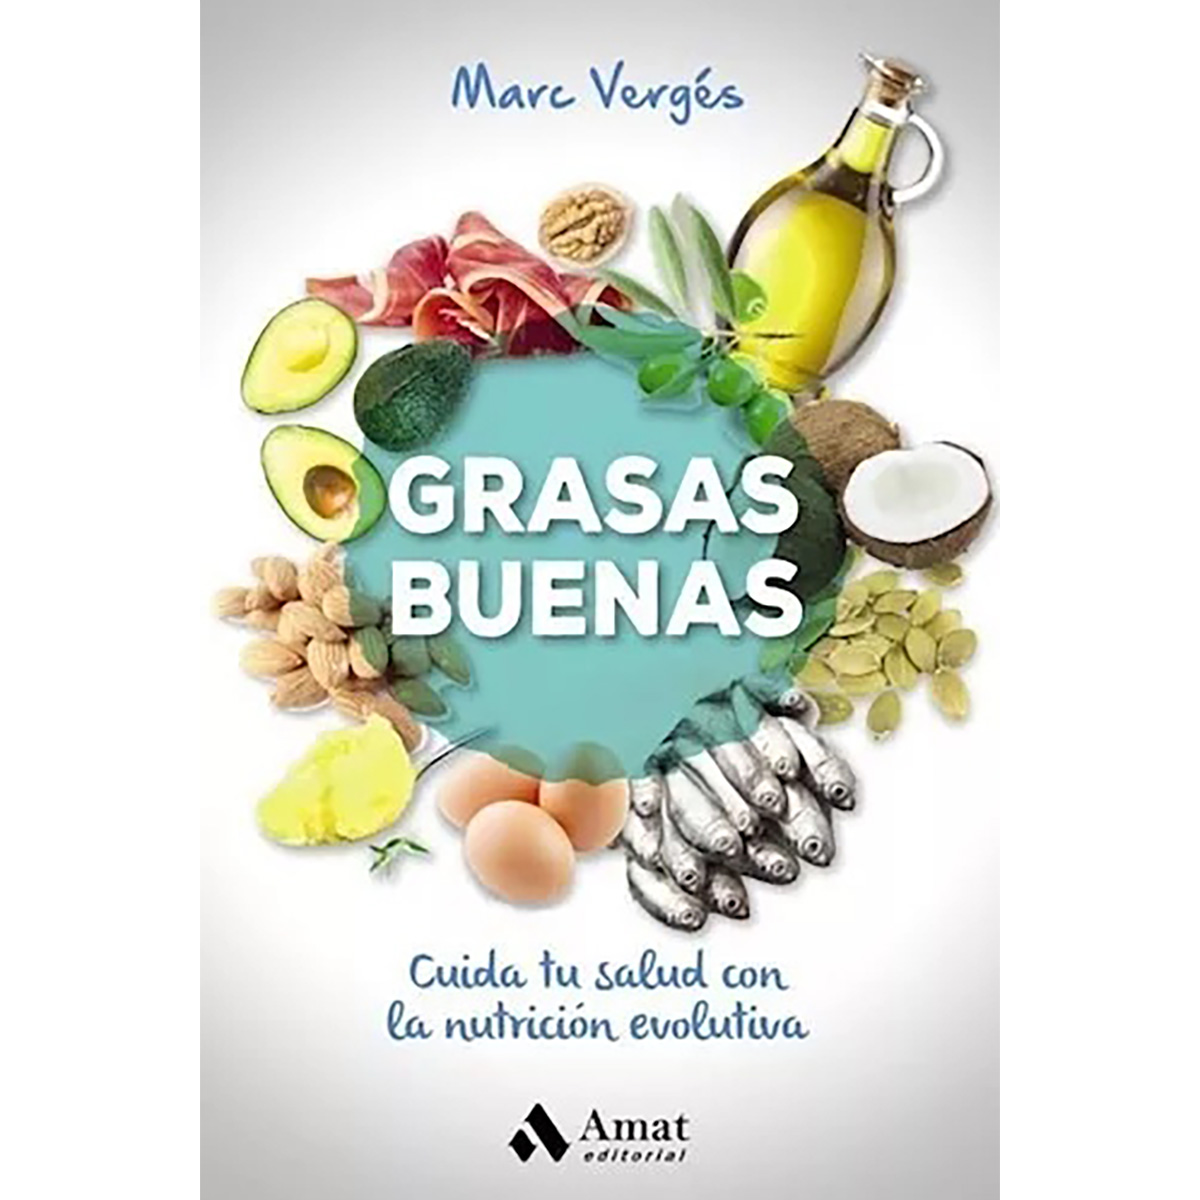 Marc Vergés
GRASAS
BUENAS
Cuida tu salud con
la nutrición evolutiva
Amat
editorial